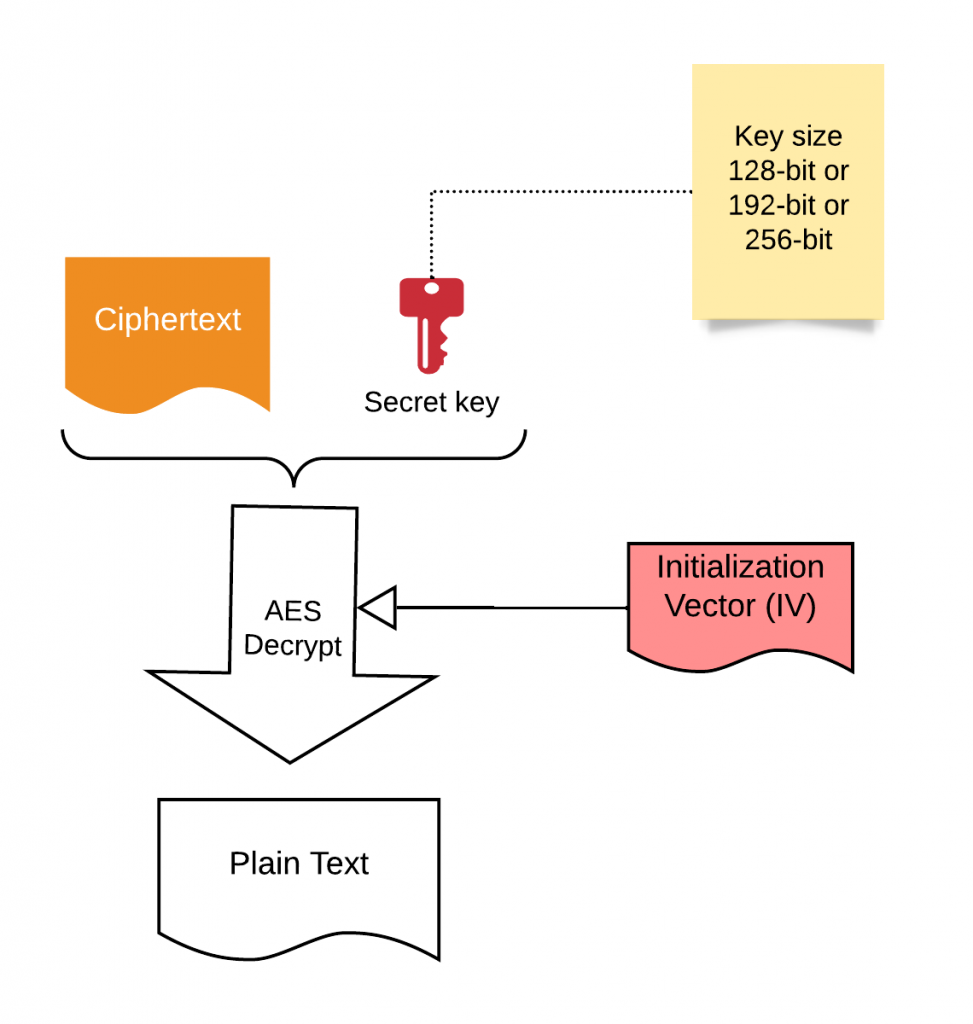 Key size
128-bit or
192-bit or
256-bit
Ciphertext
Secret key
Initialization
Vector (IV)
AES
Decrypt
Plain Text